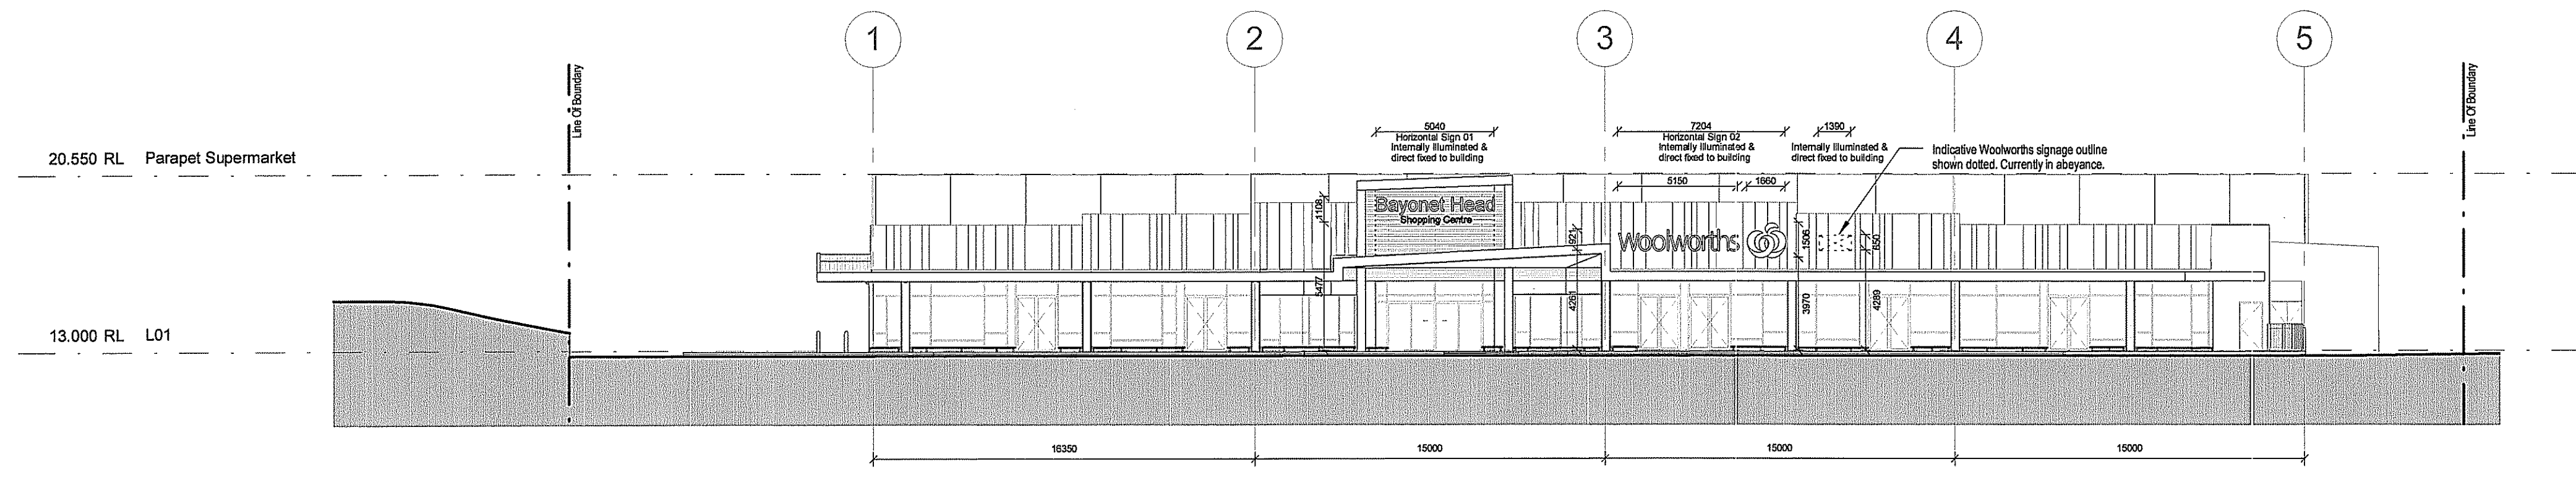 1
2
3
4
5
Line Of Boundary
Line Of Boundary
5040
Horizontal Sign 01
Internally Illuminated &
direct fixed to building
7204
Horizontal Sign 02
Internally Illuminated &
direct fixed to building
1390
Internally Illuminated &
direct fixed to building
Indicative Woolworths signage outline
shown dotted. Currently in abeyance.
20.550 RL Parapet Supermarket
5150
1660
1108
Bayonet Head
Shopping Centre
921
Woolworths
1506
650
5477
4261
3970
4289
13.000 RL L01
16350
15000
15000
15000